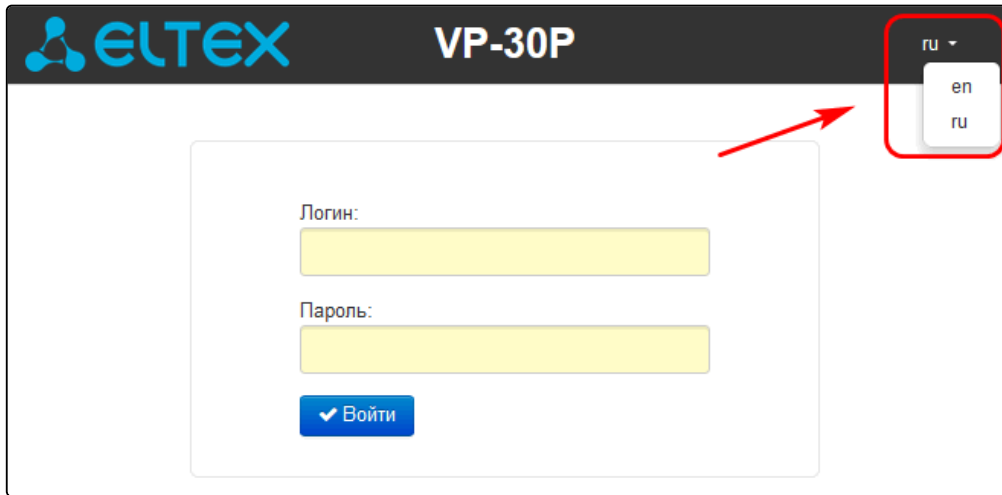 ELTEX
VP-30P
ru
en
ru
Логин:
Пароль:
Войти